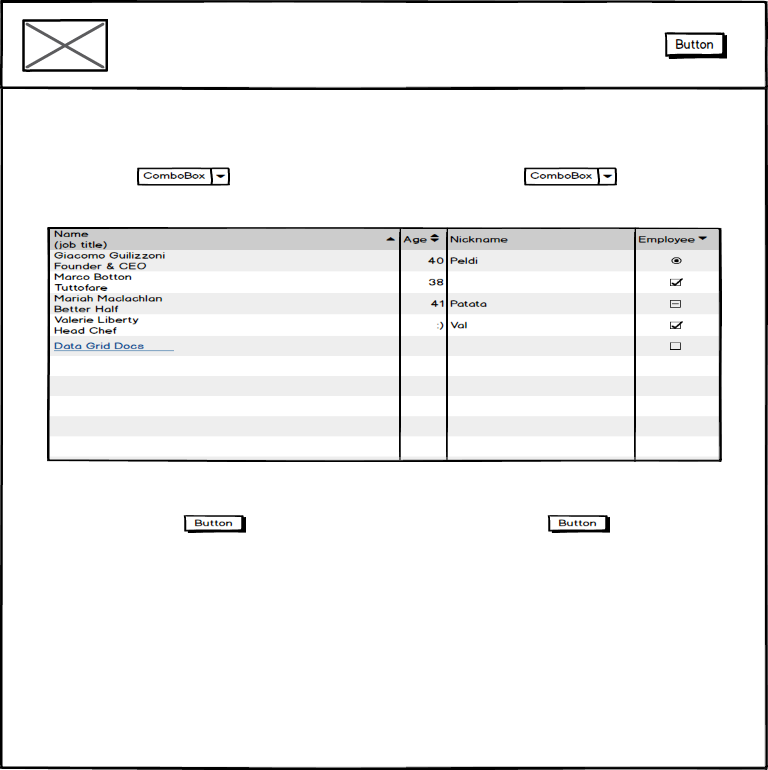 Button
ComboBox
ComboBox
Name
(job title)
Age
Nickname
Employee
Giacomo Guilizzoni
Founder & CEO
40
Peldi
Marco Botton
Tuttofare
38
Mariah Maclachlan
Better Half
41
Patata
Valerie Liberty
Head Chef
:)
Val
Data Grid Docs
Button
Button